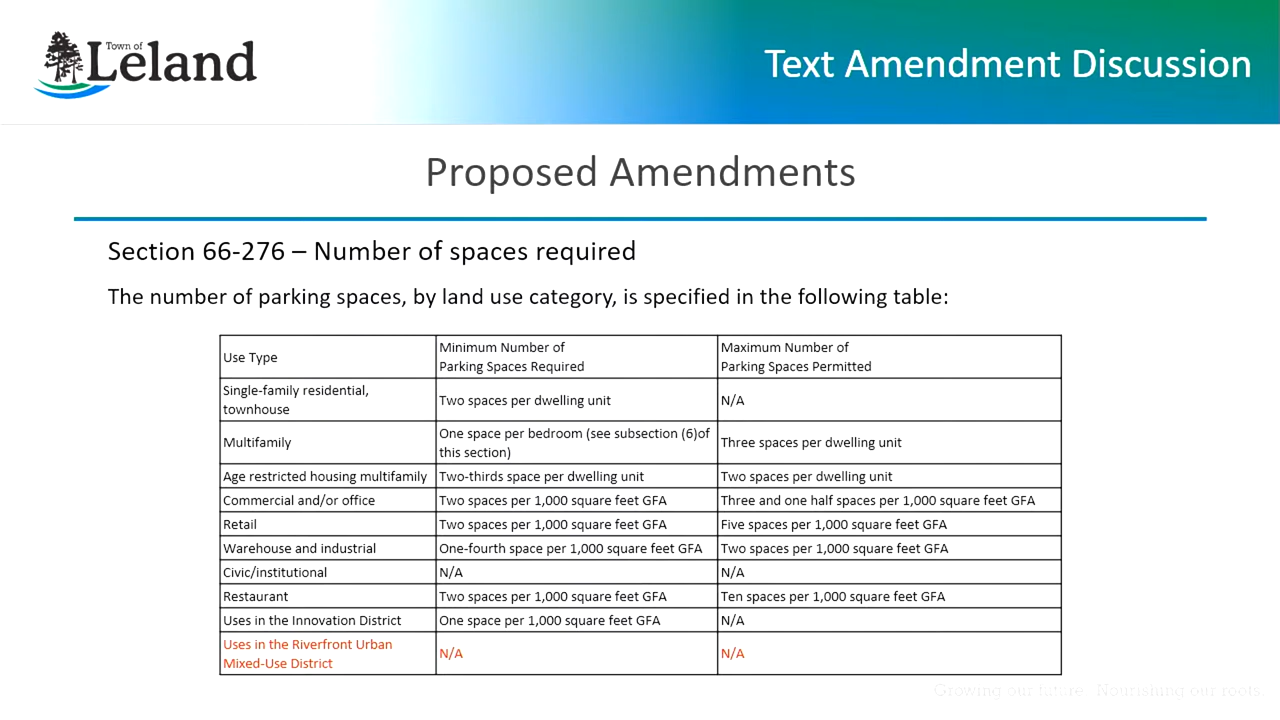 Town of
Leland
Text Amendment Discussion
Proposed Amendments
Section 66-276 – Number of spaces required
The number of parking spaces, by land use category, is specified in the following table:
Use Type
Minimum Number of
Parking Spaces Required
Maximum Number of
Parking Spaces Permitted
Single-family residential,
townhouse
Two spaces per dwelling unit
N/A
Multifamily
One space per bedroom (see subsection (6)of
this section)
Three spaces per dwelling unit
Age restricted housing multifamily
Two-thirds space per dwelling unit
Two spaces per dwelling unit
Commercial and/or office
Two spaces per 1,000 square feet GFA
Three and one half spaces per 1,000 square feet GFA
Retail
Two spaces per 1,000 square feet GFA
Five spaces per 1,000 square feet GFA
Warehouse and industrial
One-fourth space per 1,000 square feet GFA
Two spaces per 1,000 square feet GFA
Civic/institutional
N/A
N/A
Restaurant
Two spaces per 1,000 square feet GFA
Ten spaces per 1,000 square feet GFA
Uses in the Innovation District
One space per 1,000 square feet GFA
N/A
Uses in the Riverfront Urban
Mixed-Use District
N/A
N/A
Growing our future. Nourishing our roots.